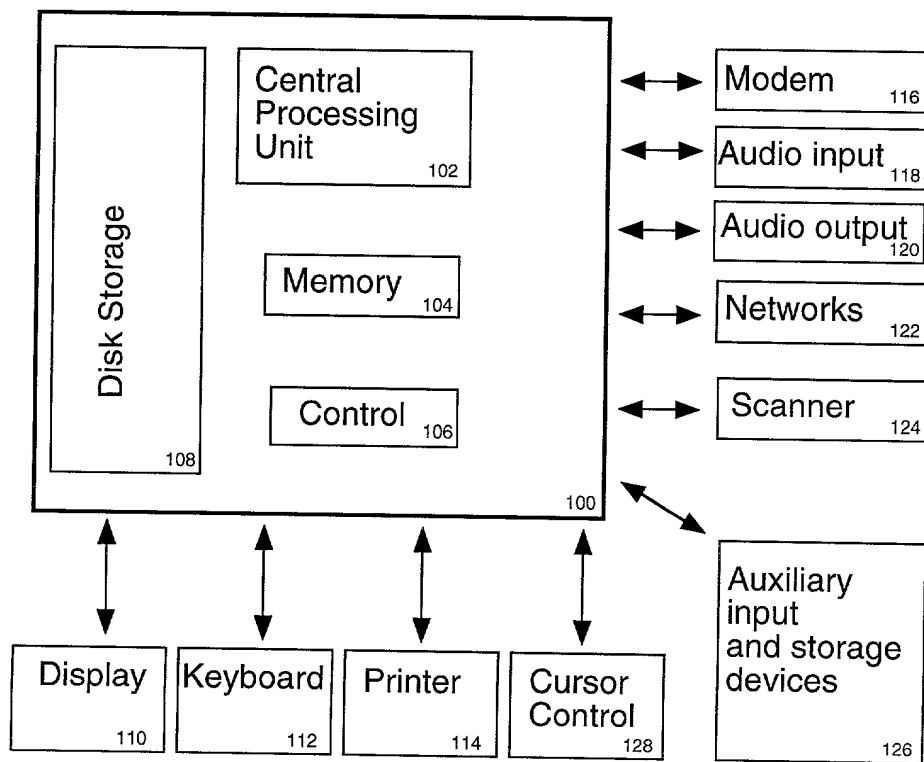 Central
Processing
Unit
102
Disk Storage
108
Memory
104
Control
106
100
Modem
116
Audio input
118
Audio output
120
Networks
122
Scanner
124
Auxiliary
input
and storage
devices
126
Display
110
Keyboard
112
Printer
114
Cursor
Control
128